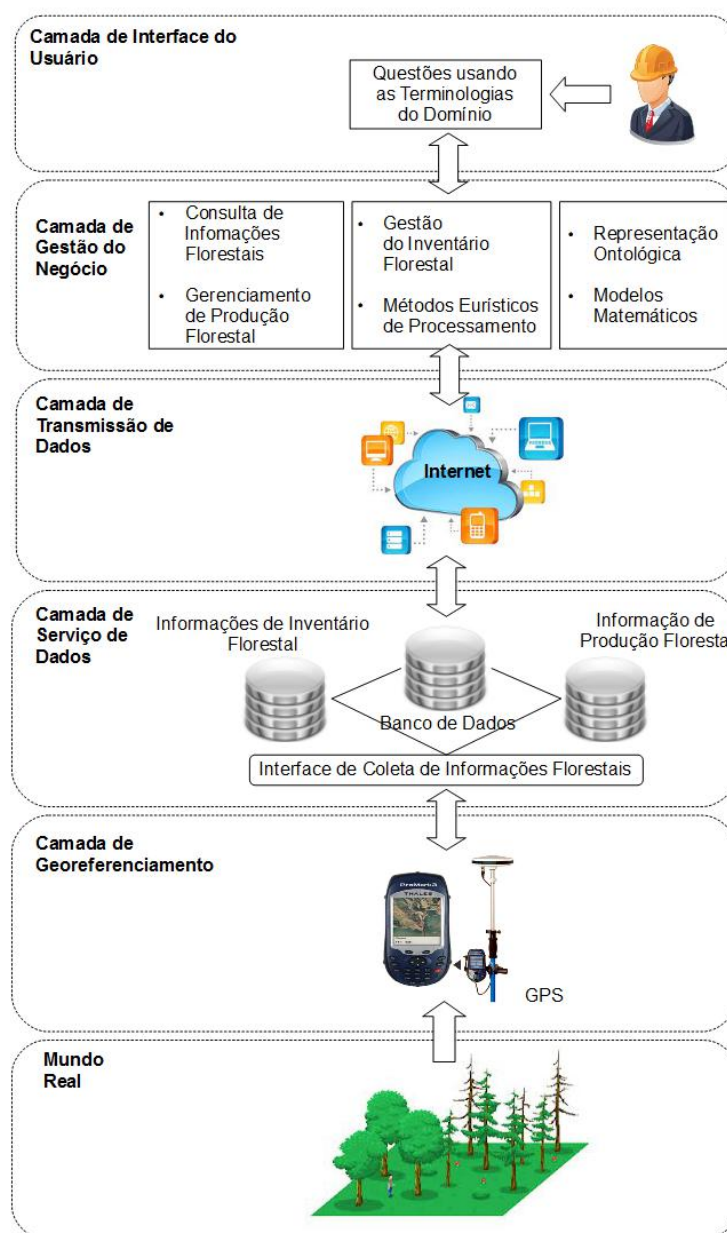 Camada de Interface do
Usuário
Questões usando
as Terminologias
do Domínio
Camada de
Gestão do
Negócio
• Consulta de
Infomações
Florestais
• Gerenciamento
de Produção
Florestal
• Gestão
do Inventário
Florestal
• Métodos Eurísticos
de Processamento
• Representação
Ontológica
• Modelos
Matemáticos
Camada de
Transmissão de
Dados
Internet
Camada de
Serviço de
Dados
Informações de Inventário
Florestal
Informação de
Produção Floresta
Banco de Dados
Interface de Coleta de Informações Florestais
Camada de
Georeferenciamento
ProMark3
THALES
GPS
Mundo
Real